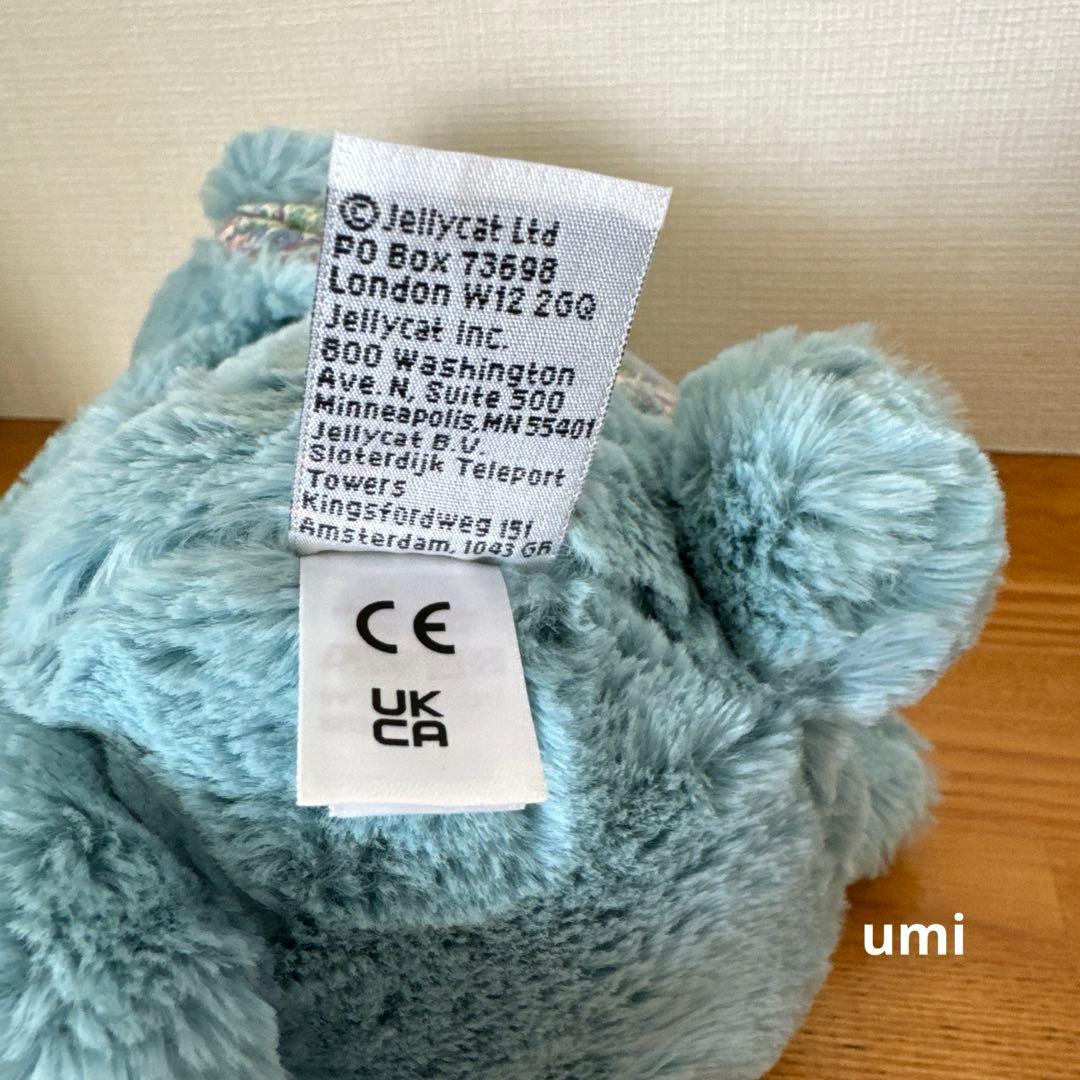 ©Jellycat Ltd
PO Box 73698
London W12 2GQ
Jellycat Inc.
800 Washington
Ave N, Suite 500
Minneapolis, MN 55401
Jellycat B.V.
Sloterdijk Teleport
Towers
Kingsfordweg 151
Amsterdam, 1043 GR
CE
UK
CA
umi